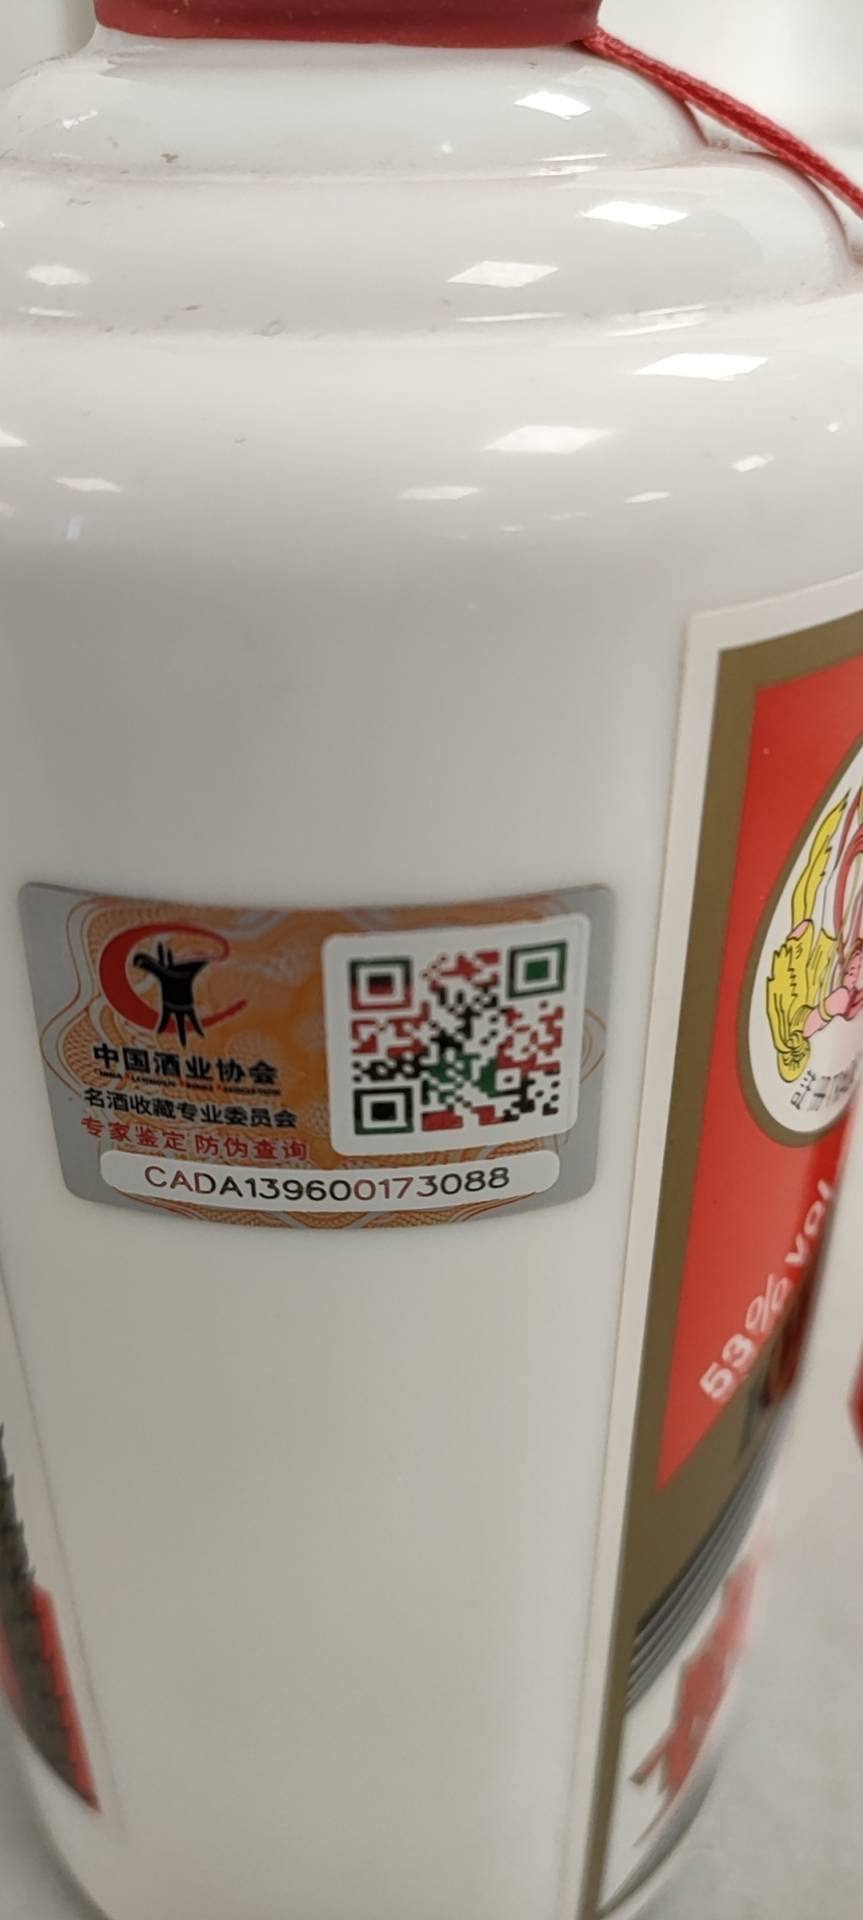 中国酒业协会
名酒收藏专业委员会
专家鉴定 防伪查询
CADA139600173088
53% vol